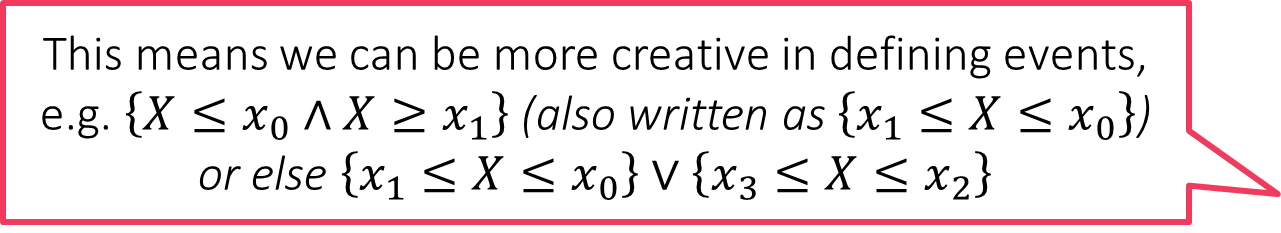 This means we can be more creative in defining events,
e.g. {𝑋 ≤ 𝑥₀ ∧ 𝑋 ≥ 𝑥₁} (also written as {𝑥₁ ≤ 𝑋 ≤ 𝑥₀})
or else {𝑥₁ ≤ 𝑋 ≤ 𝑥₀} ∨ {𝑥₃ ≤ 𝑋 ≤ 𝑥₂}